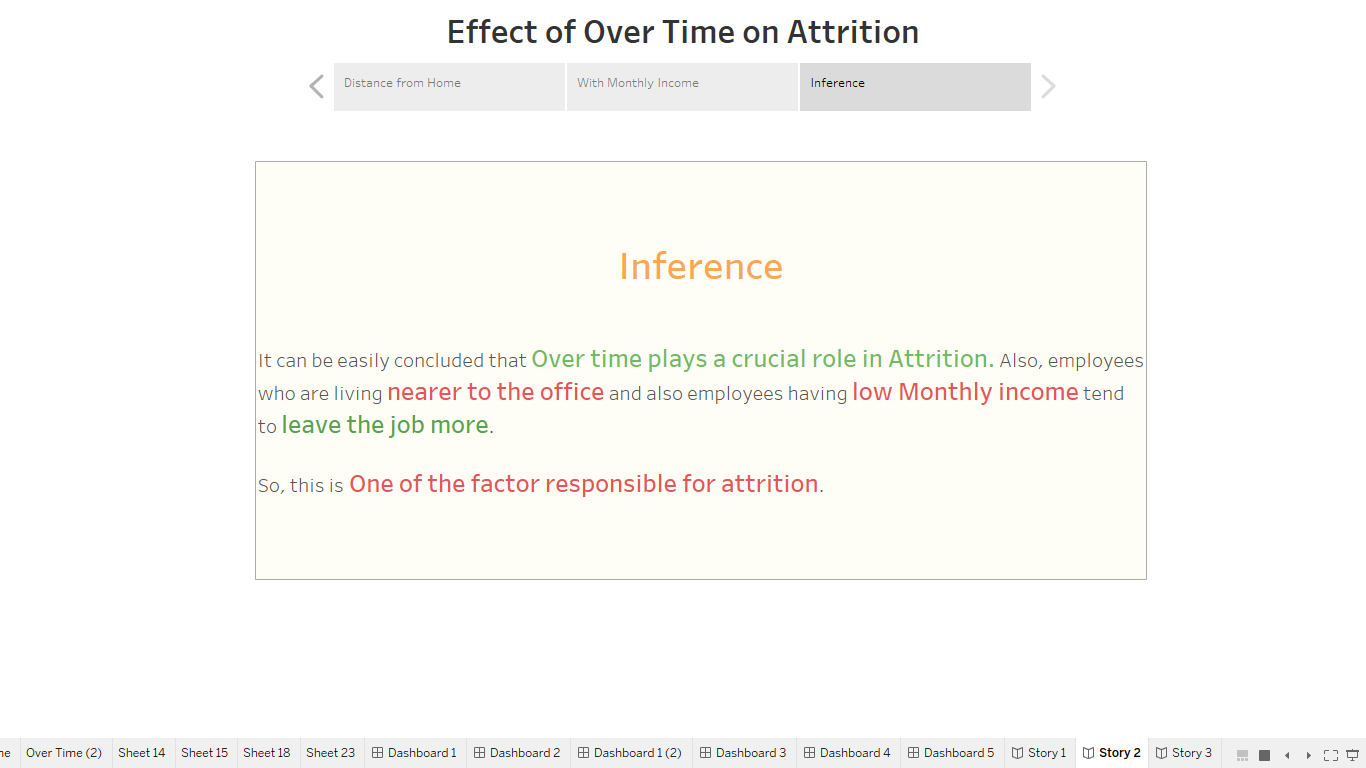 Effect of Over Time on Attrition
Distance from Home
With Monthly Income
Inference
Inference
It can be easily concluded that Over time plays a crucial role in Attrition. Also, employees
who are living nearer to the office and also employees having low Monthly income tend
to leave the job more.
So, this is One of the factor responsible for attrition.
ne Over Time (2) Sheet 14 Sheet 15 Sheet 18 Sheet 23 Dashboard 1 Dashboard 2 Dashboard 1 (2) Dashboard 3 Dashboard 4 Dashboard 5 Story 1 Story 2 Story 3